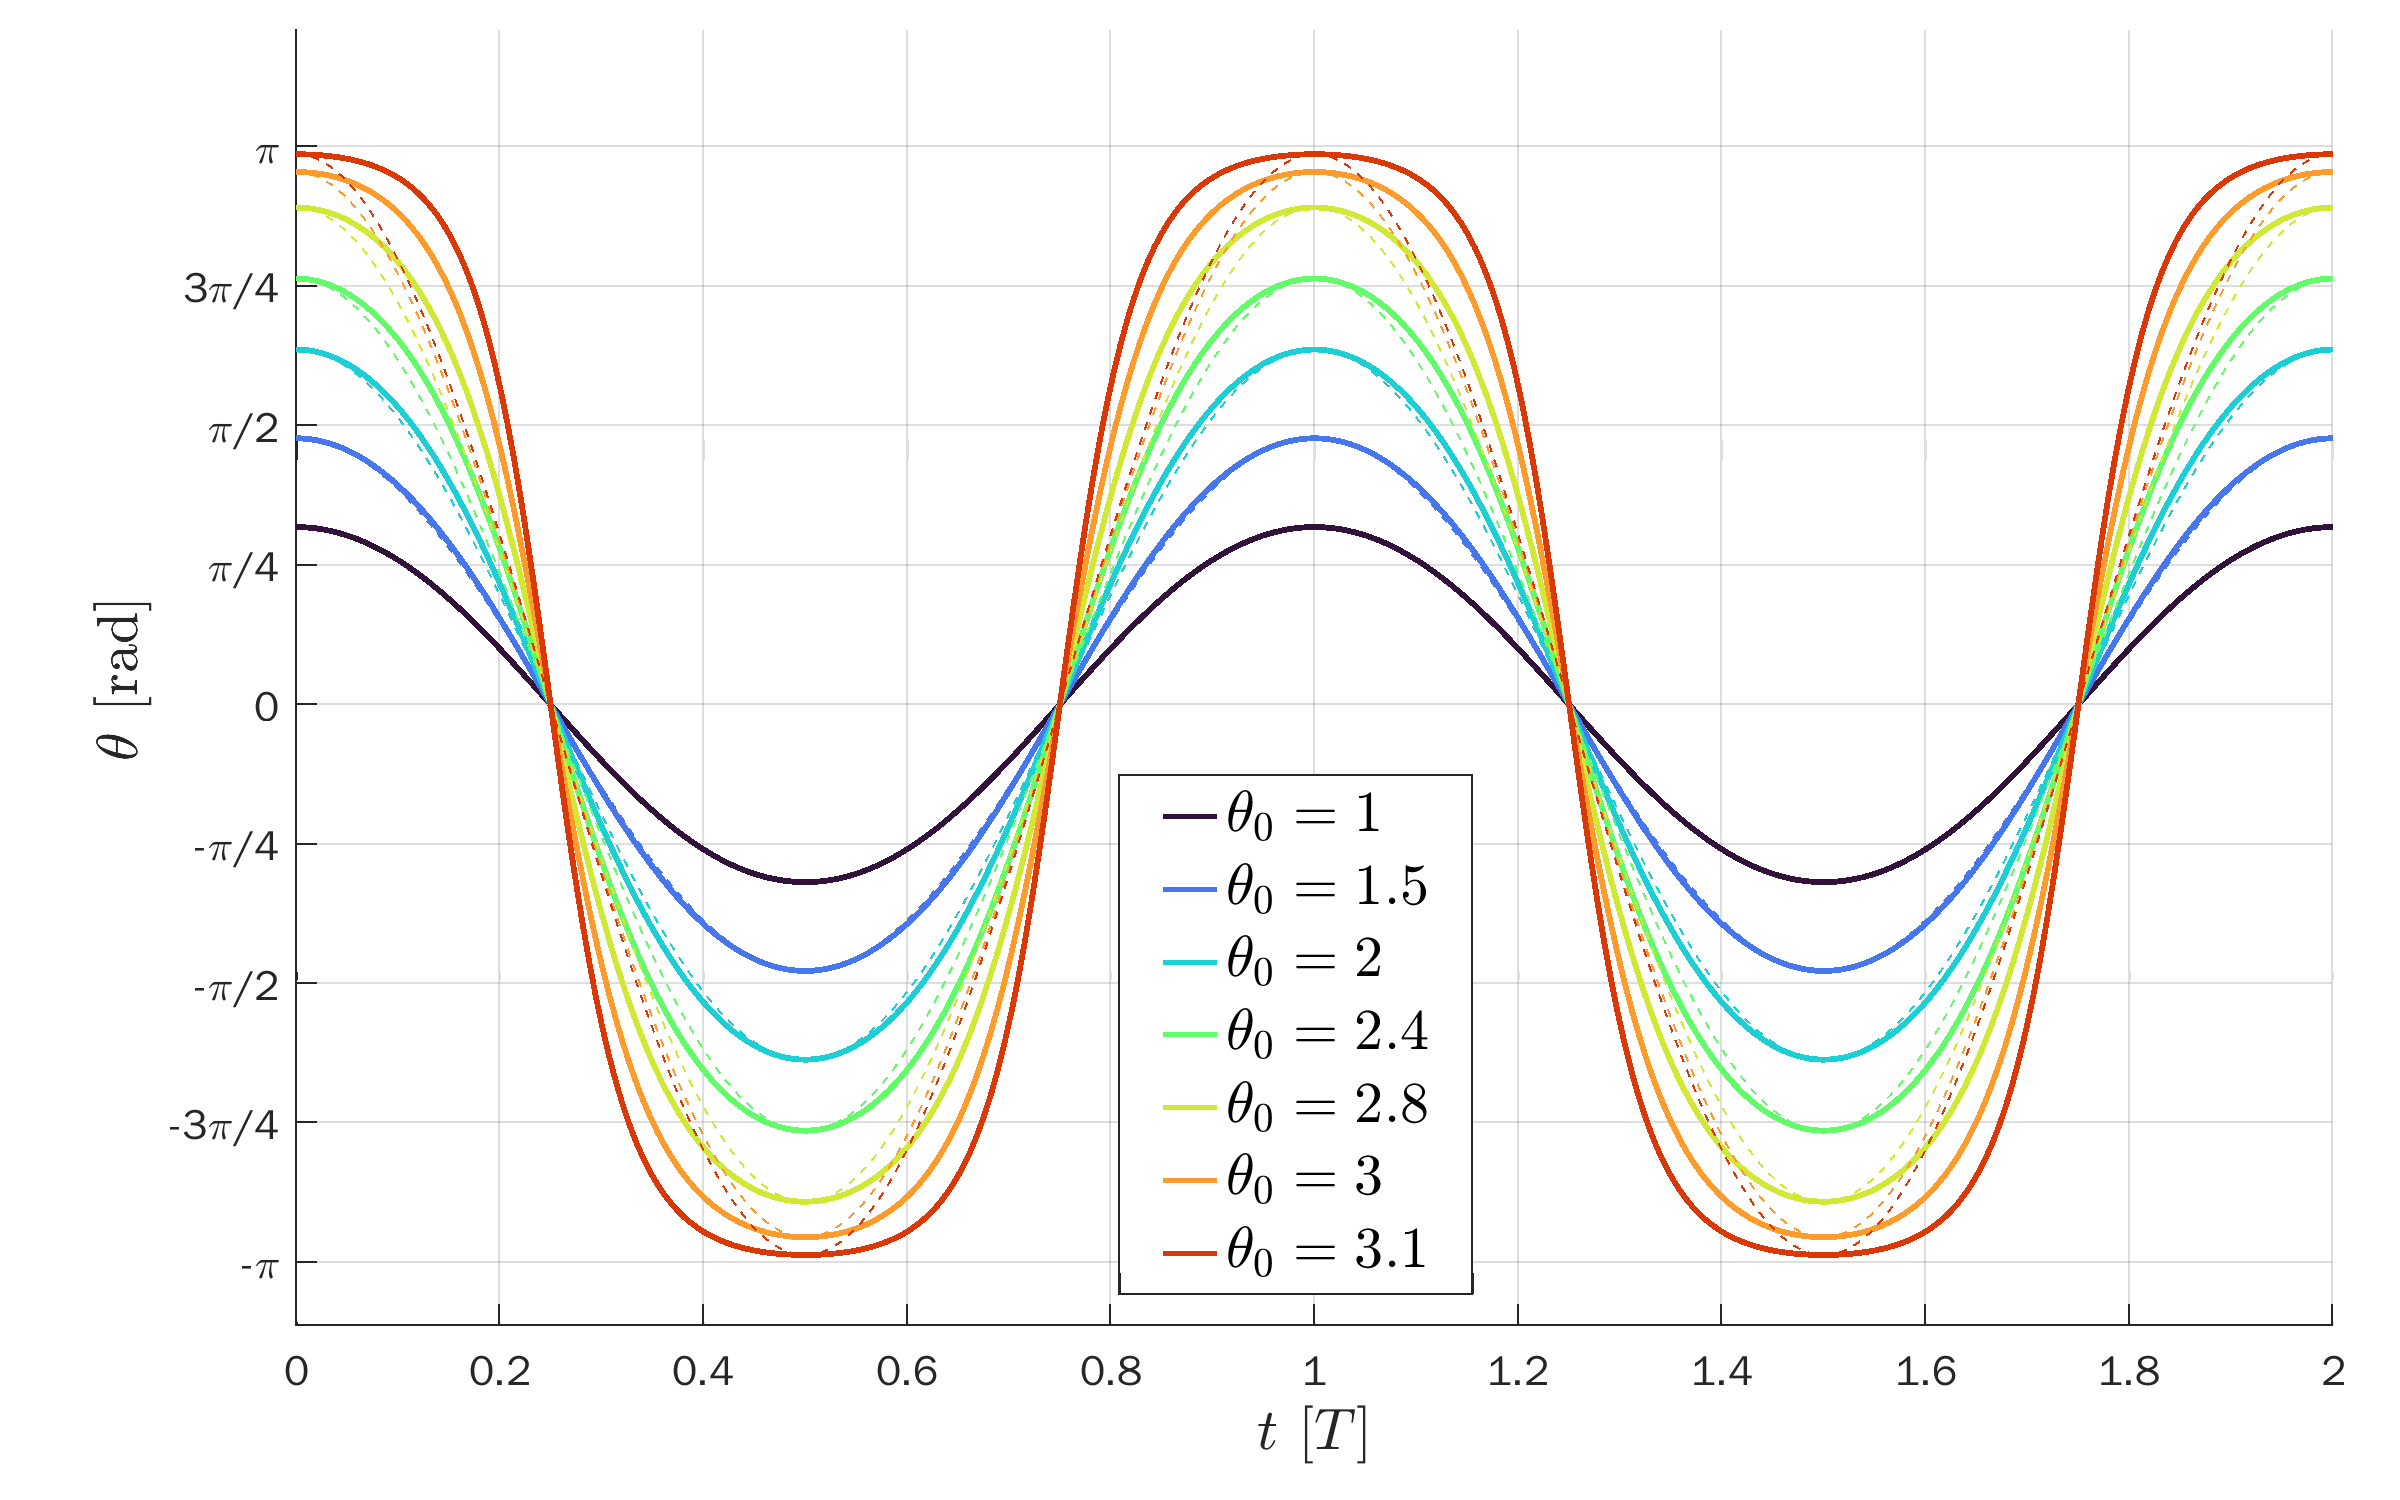 π
3π/4
π/2
π/4
0
-π/4
-π/2
-3π/4
-π
θ [rad]
θ₀ = 1
θ₀ = 1.5
θ₀ = 2
θ₀ = 2.4
θ₀ = 2.8
θ₀ = 3
θ₀ = 3.1
0 0.2 0.4 0.6 0.8 1 1.2 1.4 1.6 1.8 2
t [T]